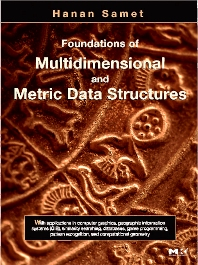 Hanan Samet
Foundations of
Multidimensional
and
Metric Data Structures
With applications in computer graphics, geographic information
systems (GIS), similarity searching, databases, game programming,
pattern recognition, and computational geometry